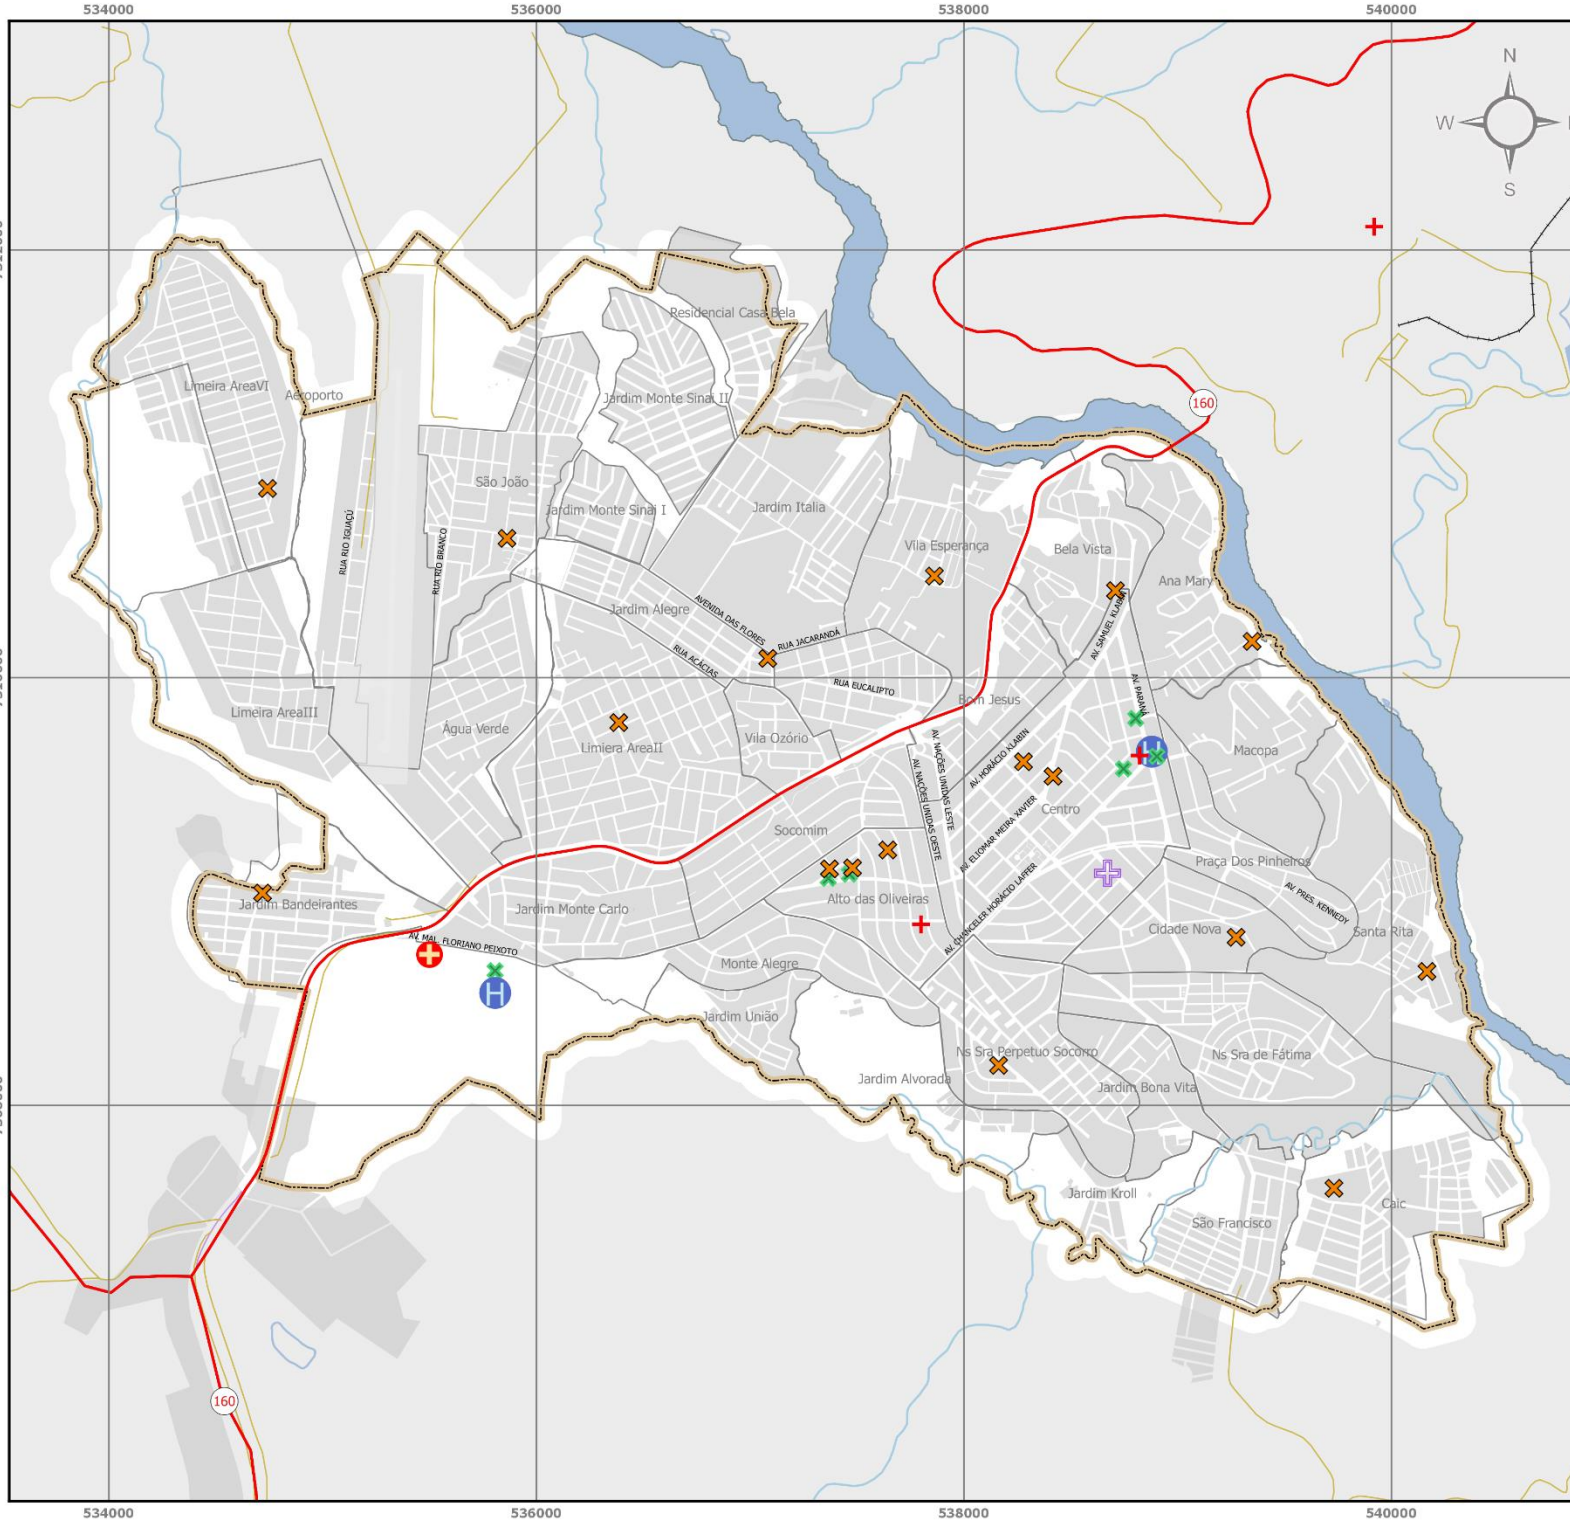 534000
536000
538000
540000
N
W
S
Residencial Casa Bela
Limeira AreaVI
Aeroporto
Jardim Monte Sinai II
160
São João
Jardim Monte Sinai I
Jardim Italia
RUA RIO IGUAÇÚ
RUA RIO BRANCO
Vila Esperança
Bela Vista
Ana Mary
Jardim Alegre
AVENIDA DAS FLORES
RUA JACARANDÁ
RUA ACÁCIAS
RUA EUCALIPTO
AV. SAMUEL KLABIN
AV. PARANÁ
Bom Jesus
Limeira AreaIII
Água Verde
Limiera AreaII
Vila Ozório
AV. HORÁCIO KLABIN
AV. NAÇÕES UNIDAS LESTE
AV. NAÇÕES UNIDAS OESTE
Macopa
Centro
Socomim
AV. ELIOMAR MEIRA XAVIER
Praça Dos Pinheiros
AV. PRES. KENNEDY
Alto das Oliveiras
AV. CHANCELER HORÁCIO LAFFER
Jardim Bandeirantes
Jardim Monte Carlo
Cidade Nova
Santa Rita
AV. MAL. FLORIANO PEIXOTO
Monte Alegre
H
Jardim União
Ns Sra Perpetuo Socorro
Ns Sra de Fátima
Jardim Alvorada
Jardim Bona Vita
Jardim Kroll
São Francisco
Caic
160
534000
536000
538000
540000